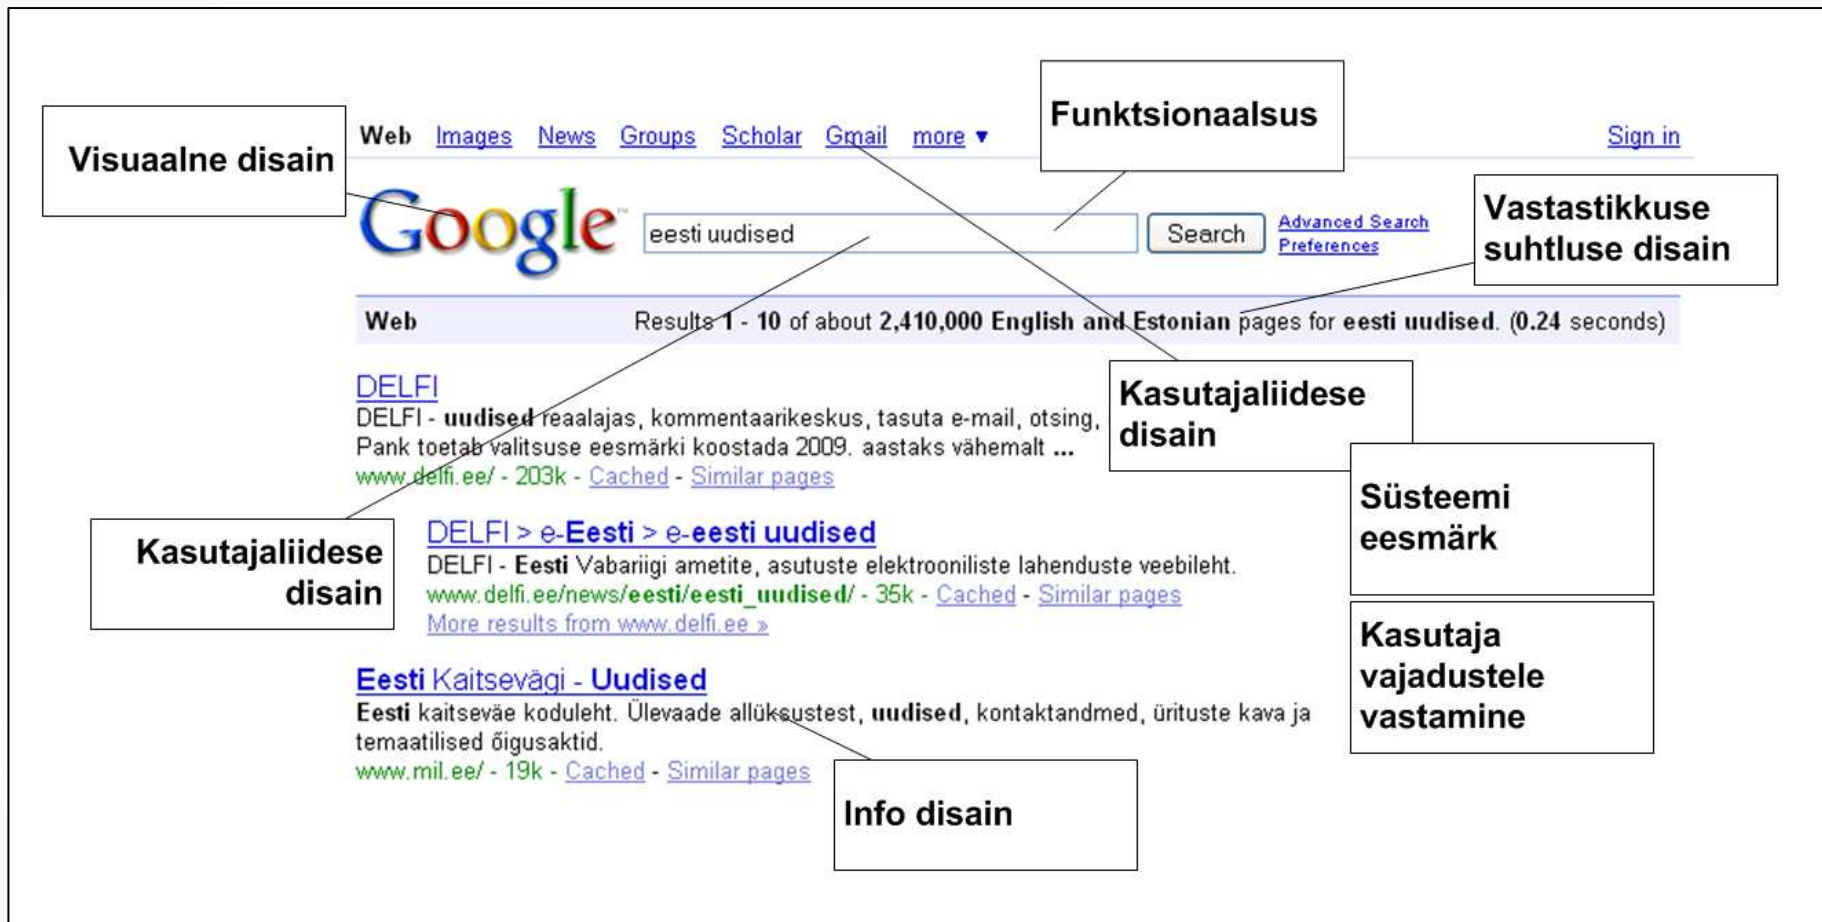 Visuaalne disain
Web Images News Groups Scholar Gmail more ▼
Funktsionaalsus
Sign in
Google™
eesti uudised
Search
Advanced Search
Preferences
Vastastikkuse
suhtluse disain
Web Results 1 - 10 of about 2,410,000 English and Estonian pages for eesti uudised. (0.24 seconds)
DELFI
DELFI - uudised reaalajas, kommentaarikeskus, tasuta e-mail, otsing,
Pank toetab valitsuse eesmärki koostada 2009. aastaks vähemalt ...
www.delfi.ee/ - 203k - Cached - Similar pages
Kasutajaliidese
disain
Süsteemi
eesmärk
Kasutajaliidese
disain
DELFI > e-Eesti > e-eesti uudised
DELFI - Eesti Vabariigi ametite, asutuste elektrooniliste lahenduste veebileht.
www.delfi.ee/news/eesti/eesti_uudised/ - 35k - Cached - Similar pages
More results from www.delfi.ee »
Kasutaja
vajadustele
vastamine
Eesti Kaitsevägi - Uudised
Eesti kaitseväe koduleht. Ülevaade allüksustest, uudised, kontaktandmed, ürituste kava ja
temaatilised õigusaktid.
www.mil.ee/ - 19k - Cached - Similar pages
Info disain